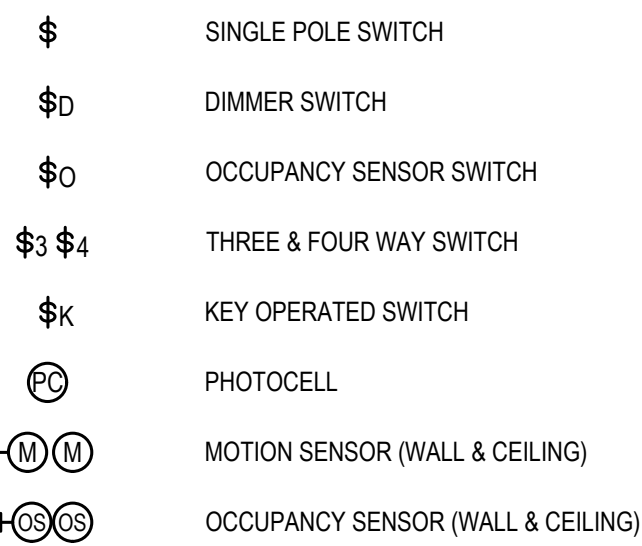 $ SINGLE POLE SWITCH
$D DIMMER SWITCH
$O OCCUPANCY SENSOR SWITCH
$3 $4 THREE & FOUR WAY SWITCH
$K KEY OPERATED SWITCH
PC PHOTOCELL
M M MOTION SENSOR (WALL & CEILING)
OS OS OCCUPANCY SENSOR (WALL & CEILING)